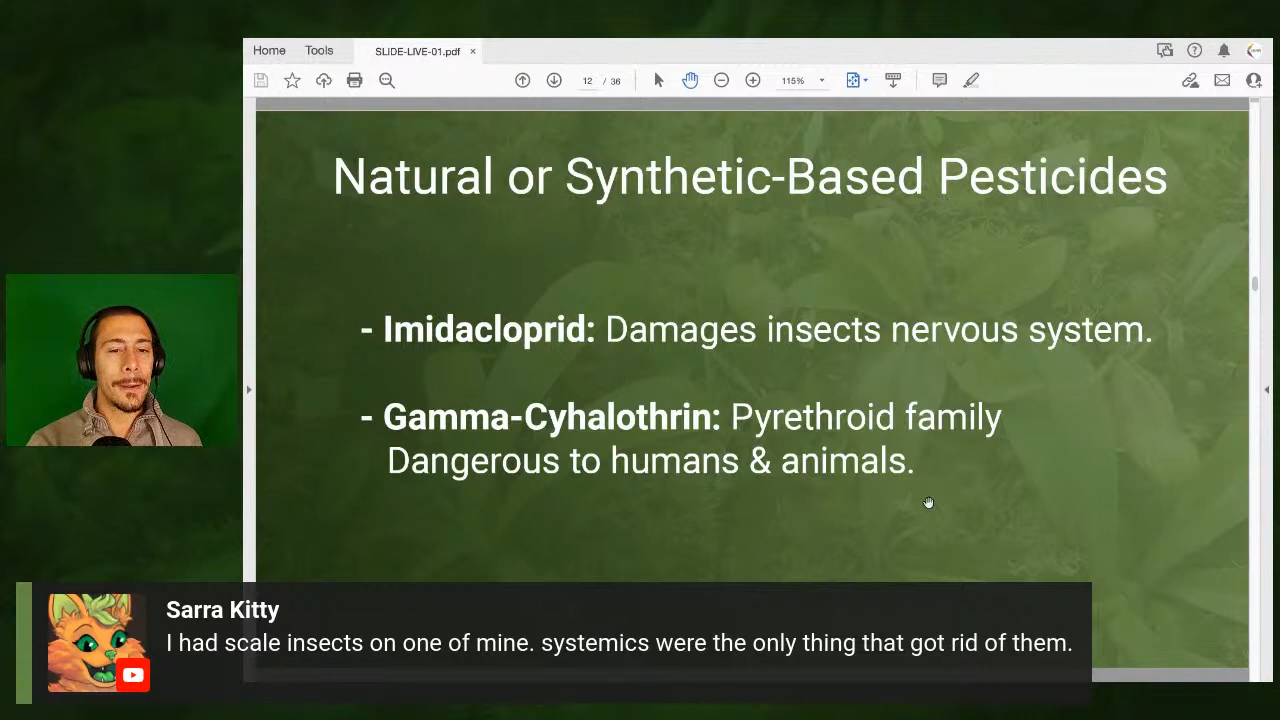 Home Tools SLIDE-LIVE-01.pdf ×
12 / 36 115%
Natural or Synthetic-Based Pesticides
- Imidacloprid: Damages insects nervous system.
- Gamma-Cyhalothrin: Pyrethroid family
Dangerous to humans & animals.
Sarra Kitty
I had scale insects on one of mine. systemics were the only thing that got rid of them.